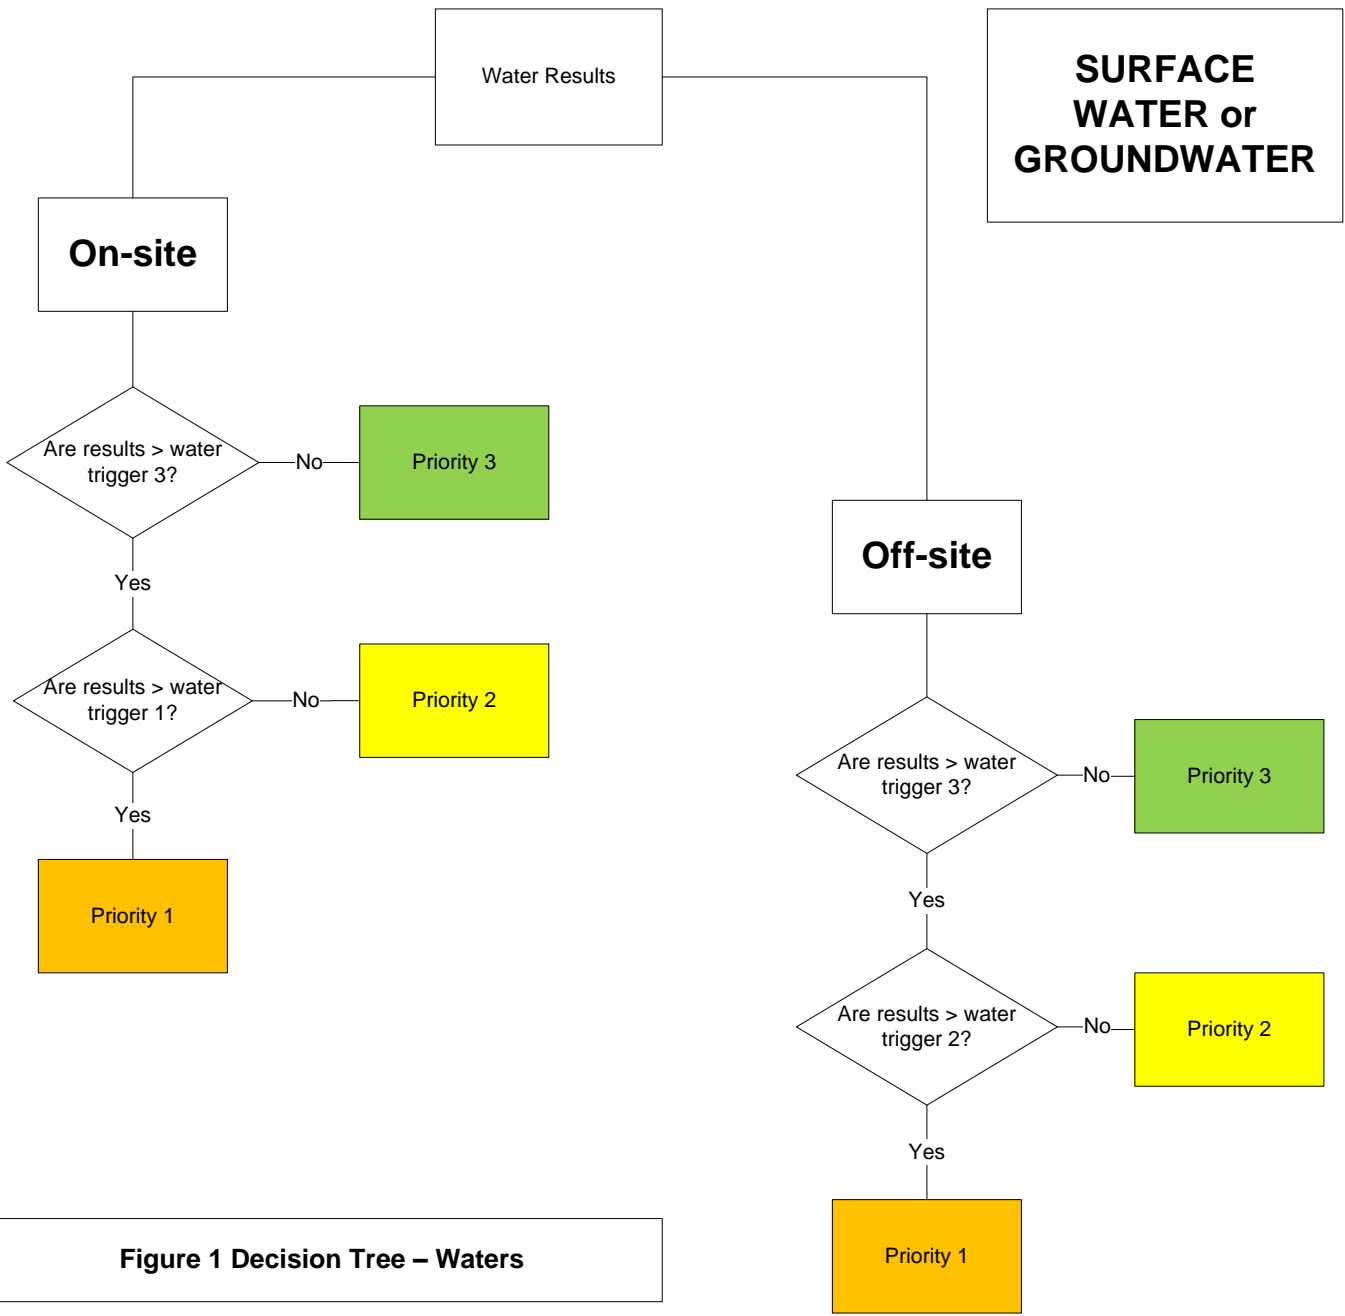 Water Results
SURFACE
WATER or
GROUNDWATER
On-site
Are results > water
trigger 3?
No
Priority 3
Yes
Are results > water
trigger 1?
No
Priority 2
Yes
Priority 1
Off-site
Are results > water
trigger 3?
No
Priority 3
Yes
Are results > water
trigger 2?
No
Priority 2
Yes
Priority 1
Figure 1 Decision Tree – Waters